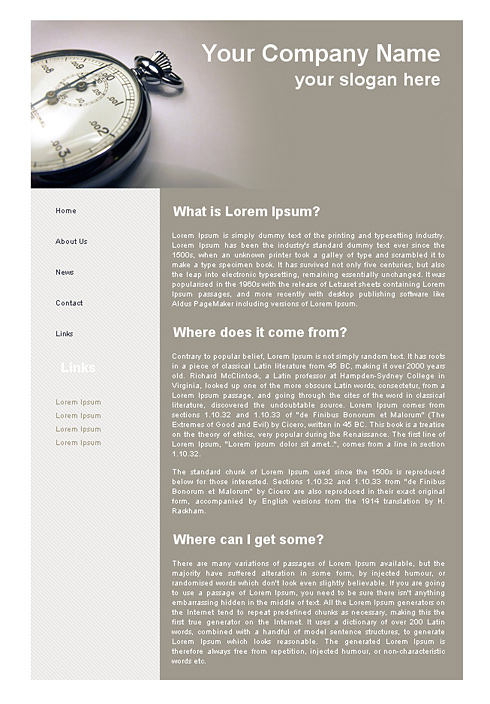 Your Company Name
your slogan here
Home
About Us
News
Contact
Links
Links
Lorem Ipsum
Lorem Ipsum
Lorem Ipsum
Lorem Ipsum
What is Lorem Ipsum?
Lorem Ipsum is simply dummy text of the printing and typesetting industry.
Lorem Ipsum has been the industry's standard dummy text ever since the
1500s, when an unknown printer took a galley of type and scrambled it to
make a type specimen book. It has survived not only five centuries, but also
the leap into electronic typesetting, remaining essentially unchanged. It was
popularised in the 1960s with the release of Letraset sheets containing Lorem
Ipsum passages, and more recently with desktop publishing software like
Aldus PageMaker including versions of Lorem Ipsum.
Where does it come from?
Contrary to popular belief, Lorem Ipsum is not simply random text. It has roots
in a piece of classical Latin literature from 45 BC, making it over 2000 years
old. Richard McClintock, a Latin professor at Hampden-Sydney College in
Virginia, looked up one of the more obscure Latin words, consectetur, from a
Lorem Ipsum passage, and going through the cites of the word in classical
literature, discovered the undoubtable source. Lorem Ipsum comes from
sections 1.10.32 and 1.10.33 of "de Finibus Bonorum et Malorum" (The
Extremes of Good and Evil) by Cicero, written in 45 BC. This book is a treatise
on the theory of ethics, very popular during the Renaissance. The first line of
Lorem Ipsum, "Lorem ipsum dolor sit amet..", comes from a line in section
1.10.32.
The standard chunk of Lorem Ipsum used since the 1500s is reproduced
below for those interested. Sections 1.10.32 and 1.10.33 from "de Finibus
Bonorum et Malorum" by Cicero are also reproduced in their exact original
form, accompanied by English versions from the 1914 translation by H.
Rackham.
Where can I get some?
There are many variations of passages of Lorem Ipsum available, but the
majority have suffered alteration in some form, by injected humour, or
randomised words which don't look even slightly believable. If you are going
to use a passage of Lorem Ipsum, you need to be sure there isn't anything
embarrassing hidden in the middle of text. All the Lorem Ipsum generators on
the Internet tend to repeat predefined chunks as necessary, making this the
first true generator on the Internet. It uses a dictionary of over 200 Latin
words, combined with a handful of model sentence structures, to generate
Lorem Ipsum which looks reasonable. The generated Lorem Ipsum is
therefore always free from repetition, injected humour, or non-characteristic
words etc.